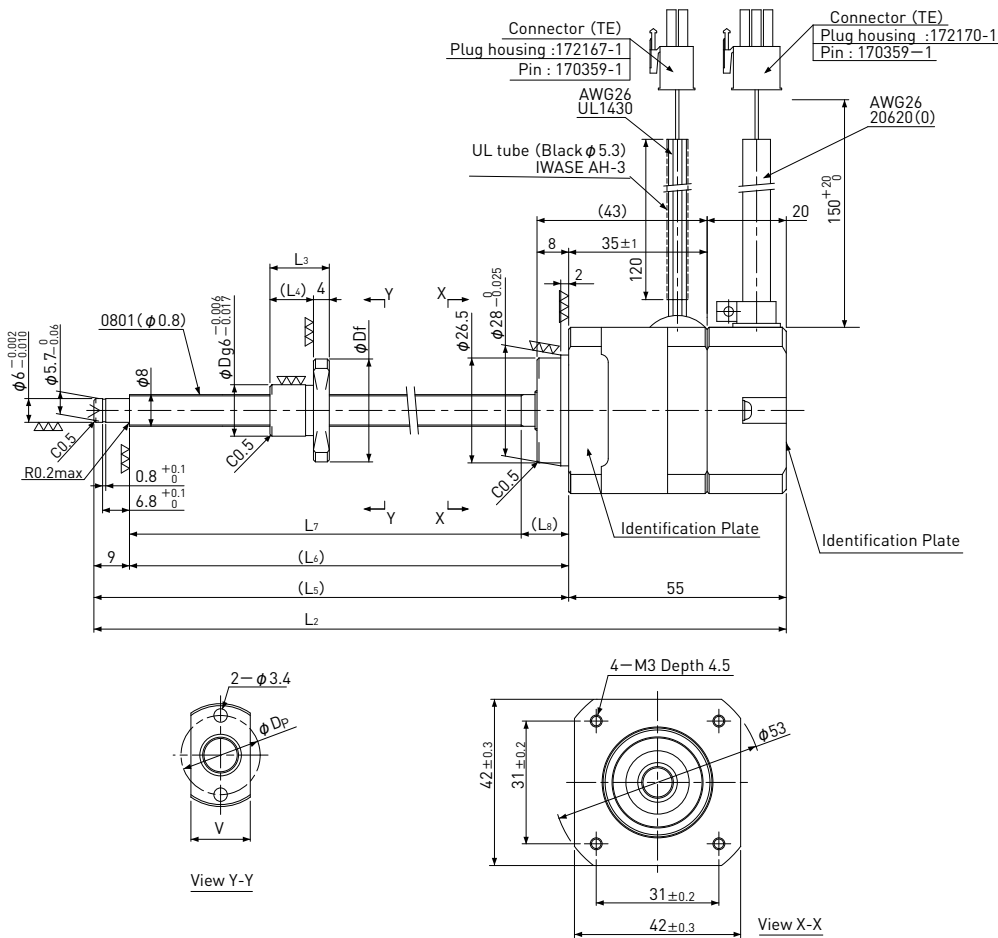 Connector (TE)
Plug housing :172167-1
Pin : 170359-1
Connector (TE)
Plug housing :172170-1
Pin : 170359-1
AWG26
UL1430
AWG26
20620(0)
UL tube (Black φ5.3)
IWASE AH-3
(43)
20
8
35±1
2
120
150 +20 0
L3
(L4)
4
Y
X
0801(φ0.8)
φ6 -0.002 -0.010
φ5.7 0 -0.06
φ8
φDg6 -0.006 -0.017
φDf
φ26.5
φ28 0 -0.025
C0.5
C0.5
C0.5
R0.2max
0.8 +0.1 0
6.8 +0.1 0
Y
X
L7
(L8)
Identification Plate
Identification Plate
9
(L6)
(L5)
55
L2
2-φ3.4
φDP
V
View Y-Y
4-M3 Depth 4.5
φ53
42±0.3
31±0.2
31±0.2
42±0.3
View X-X